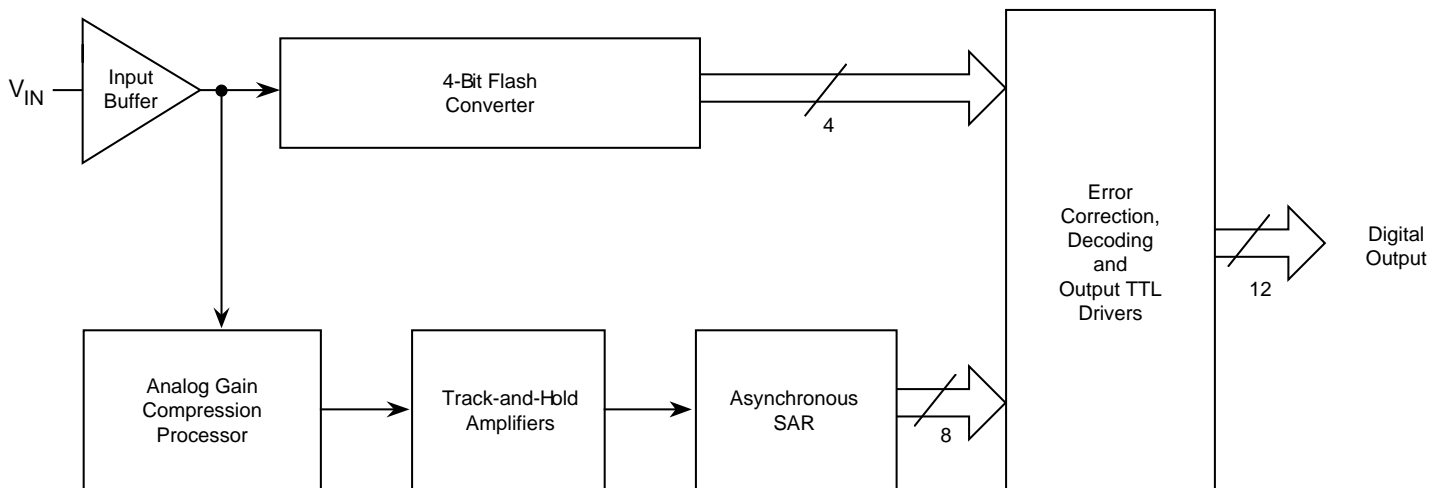 V_IN
Input
Buffer
4-Bit Flash
Converter
4
Error
Correction,
Decoding
and
Output TTL
Drivers
12
Digital
Output
Analog Gain
Compression
Processor
Track-and-Hold
Amplifiers
Asynchronous
SAR
8